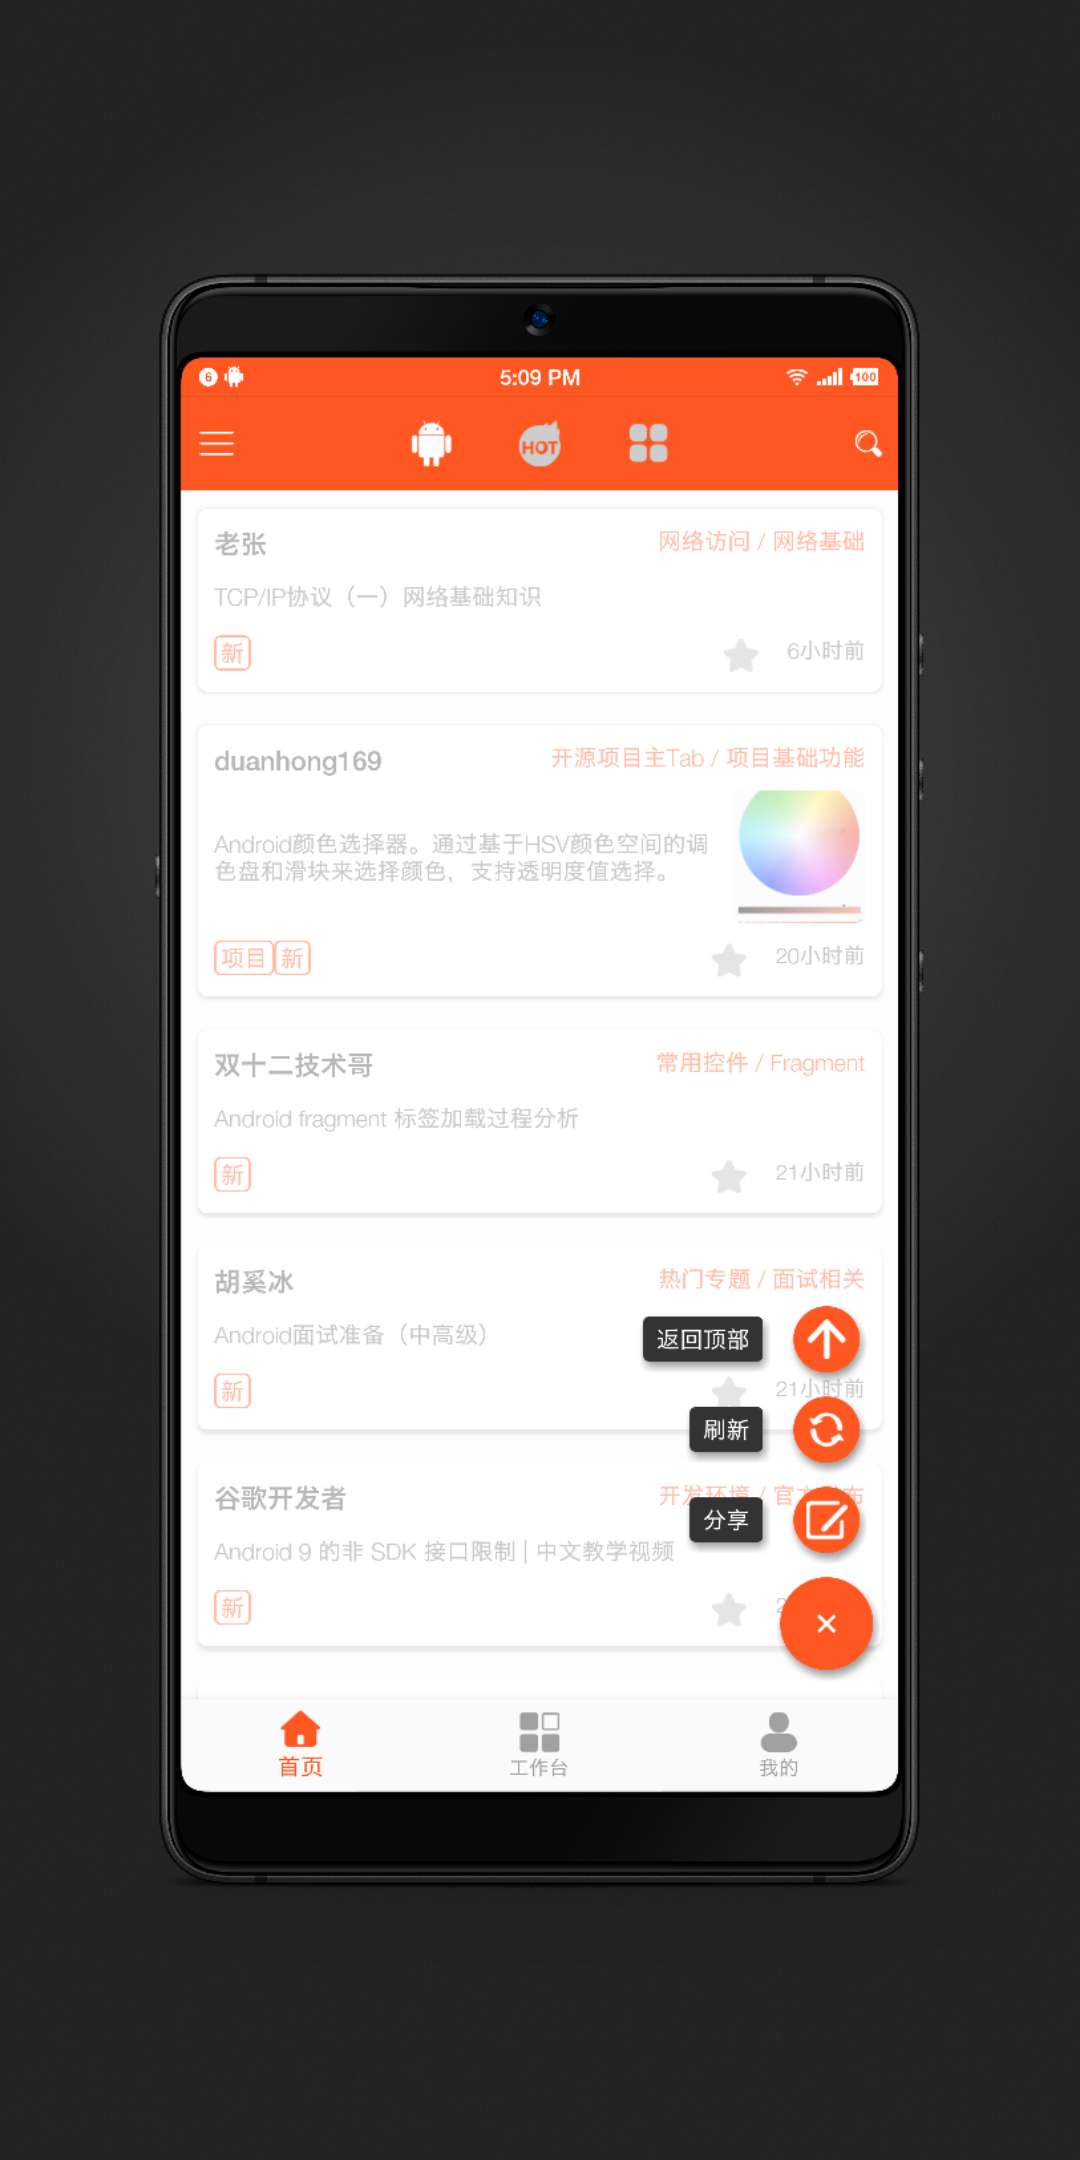 6
5:09 PM
100
HOT
老张
网络访问 / 网络基础
TCP/IP协议（一）网络基础知识
新
6小时前
duanhong169
开源项目主Tab / 项目基础功能
Android颜色选择器。通过基于HSV颜色空间的调
色盘和滑块来选择颜色，支持透明度值选择。
项目 新
20小时前
双十二技术哥
常用控件 / Fragment
Android fragment 标签加载过程分析
新
21小时前
胡奚冰
热门专题 / 面试相关
Android面试准备（中高级）
返回顶部
新
21小时前
刷新
谷歌开发者
开发环境 / 官
布
分享
Android 9 的非 SDK 接口限制 | 中文教学视频
新
首页
工作台
我的